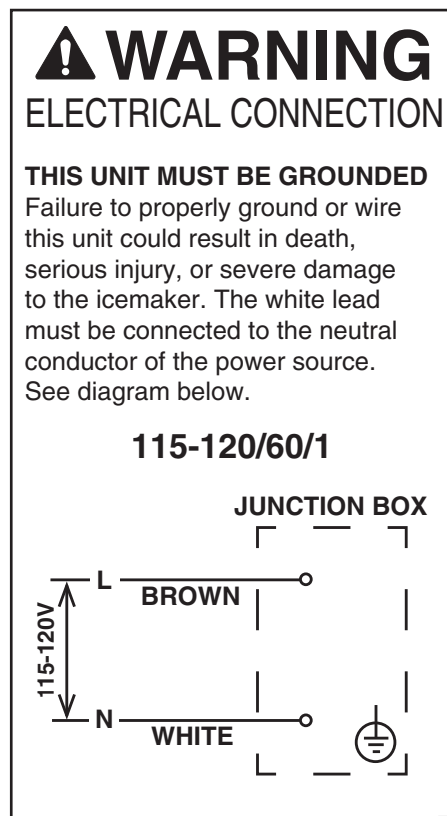 WARNING
ELECTRICAL CONNECTION
THIS UNIT MUST BE GROUNDED
Failure to properly ground or wire
this unit could result in death,
serious injury, or severe damage
to the icemaker. The white lead
must be connected to the neutral
conductor of the power source.
See diagram below.
115-120/60/1
JUNCTION BOX
L
BROWN
115-120V
N
WHITE